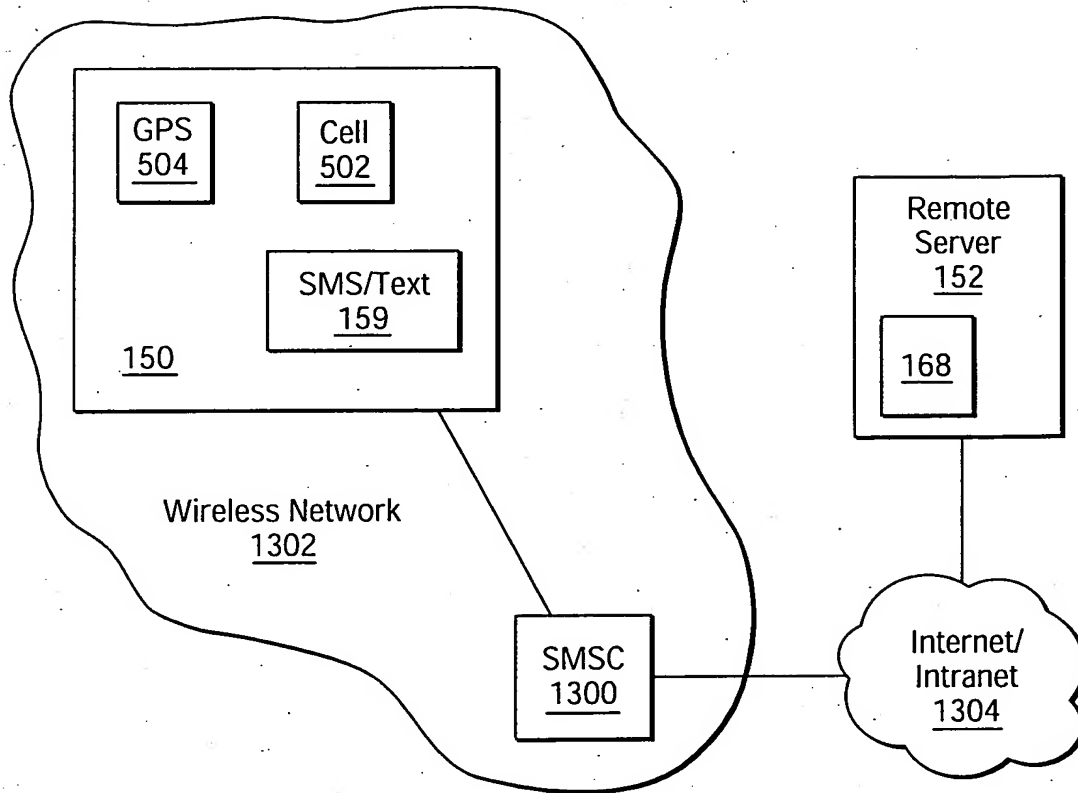 GPS
504
Cell
502
SMS/Text
159
150
Remote
Server
152
168
Wireless Network
1302
SMSC
1300
Internet/
Intranet
1304